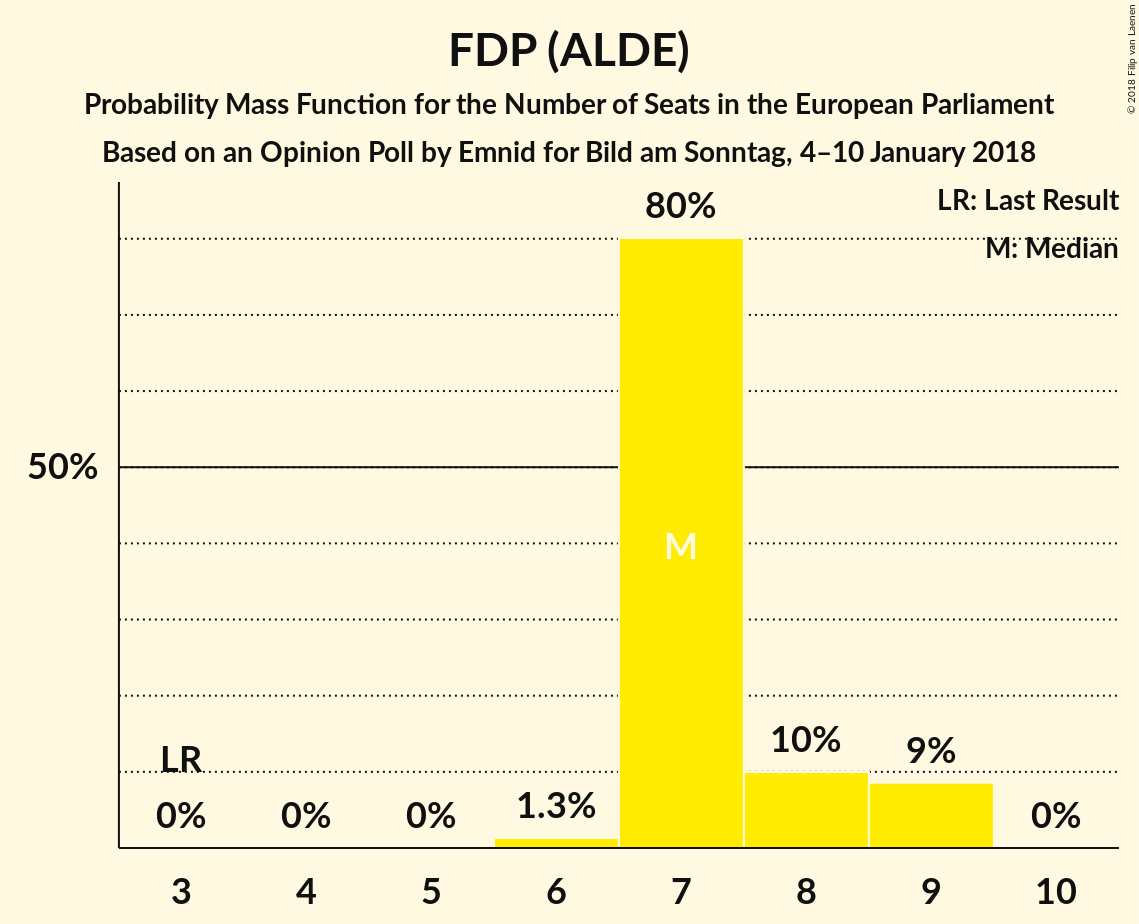 FDP (ALDE)
Probability Mass Function for the Number of Seats in the European Parliament
Based on an Opinion Poll by Emnid for Bild am Sonntag, 4–10 January 2018
© 2018 Filip van Laenen
LR: Last Result
M: Median
80%
50%
M
LR
0%
0%
0%
1.3%
10%
9%
0%
3 4 5 6 7 8 9 10